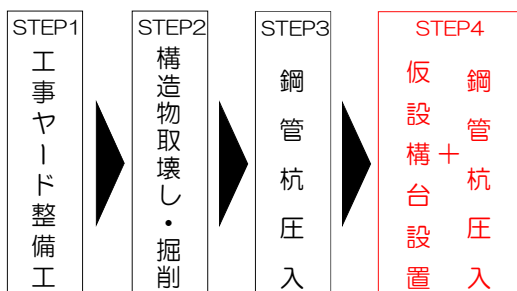 STEP1
工事ヤード整備工
STEP2
構造物取壊し・掘削
STEP3
鋼管杭圧入
STEP4
鋼管杭圧入
+
仮設構台設置